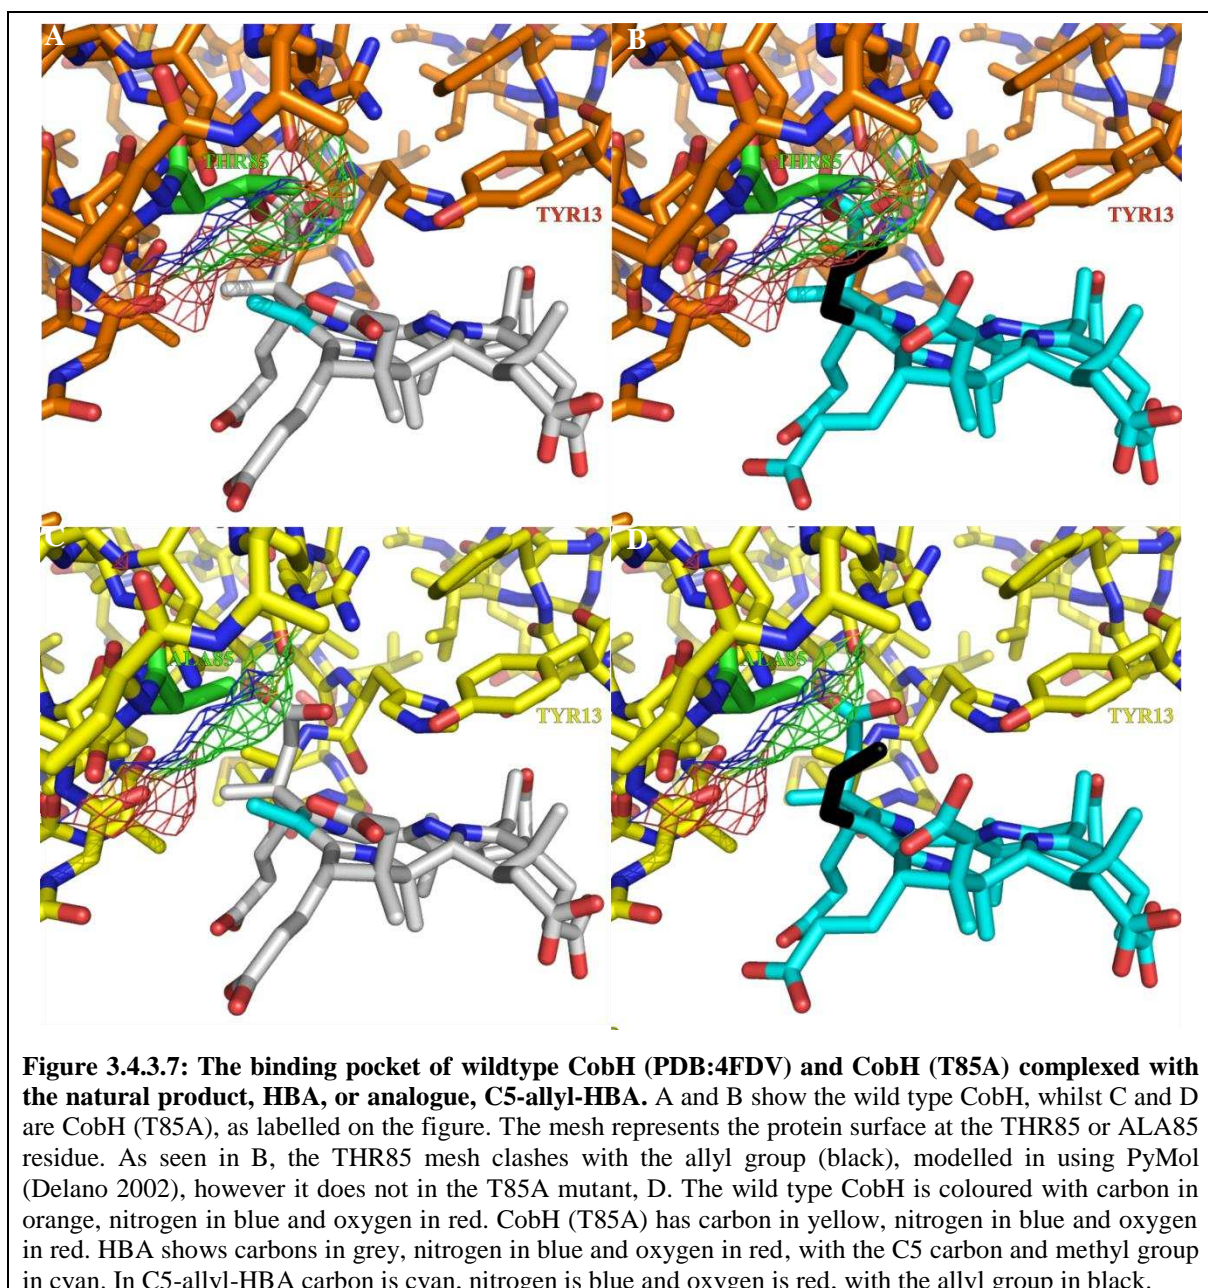 A
B
THR85
THR85
TYR13
TYR13
C
D
ALA85
ALA85
TYR13
TYR13
Figure 3.4.3.7: The binding pocket of wildtype CobH (PDB:4FDV) and CobH (T85A) complexed with
the natural product, HBA, or analogue, C5-allyl-HBA. A and B show the wild type CobH, whilst C and D
are CobH (T85A), as labelled on the figure. The mesh represents the protein surface at the THR85 or ALA85
residue. As seen in B, the THR85 mesh clashes with the allyl group (black), modelled in using PyMol
(Delano 2002), however it does not in the T85A mutant, D. The wild type CobH is coloured with carbon in
orange, nitrogen in blue and oxygen in red. CobH (T85A) has carbon in yellow, nitrogen in blue and oxygen
in red. HBA shows carbons in grey, nitrogen in blue and oxygen in red, with the C5 carbon and methyl group
in cyan. In C5-allyl-HBA carbon is cyan, nitrogen is blue and oxygen is red, with the allyl group in black.